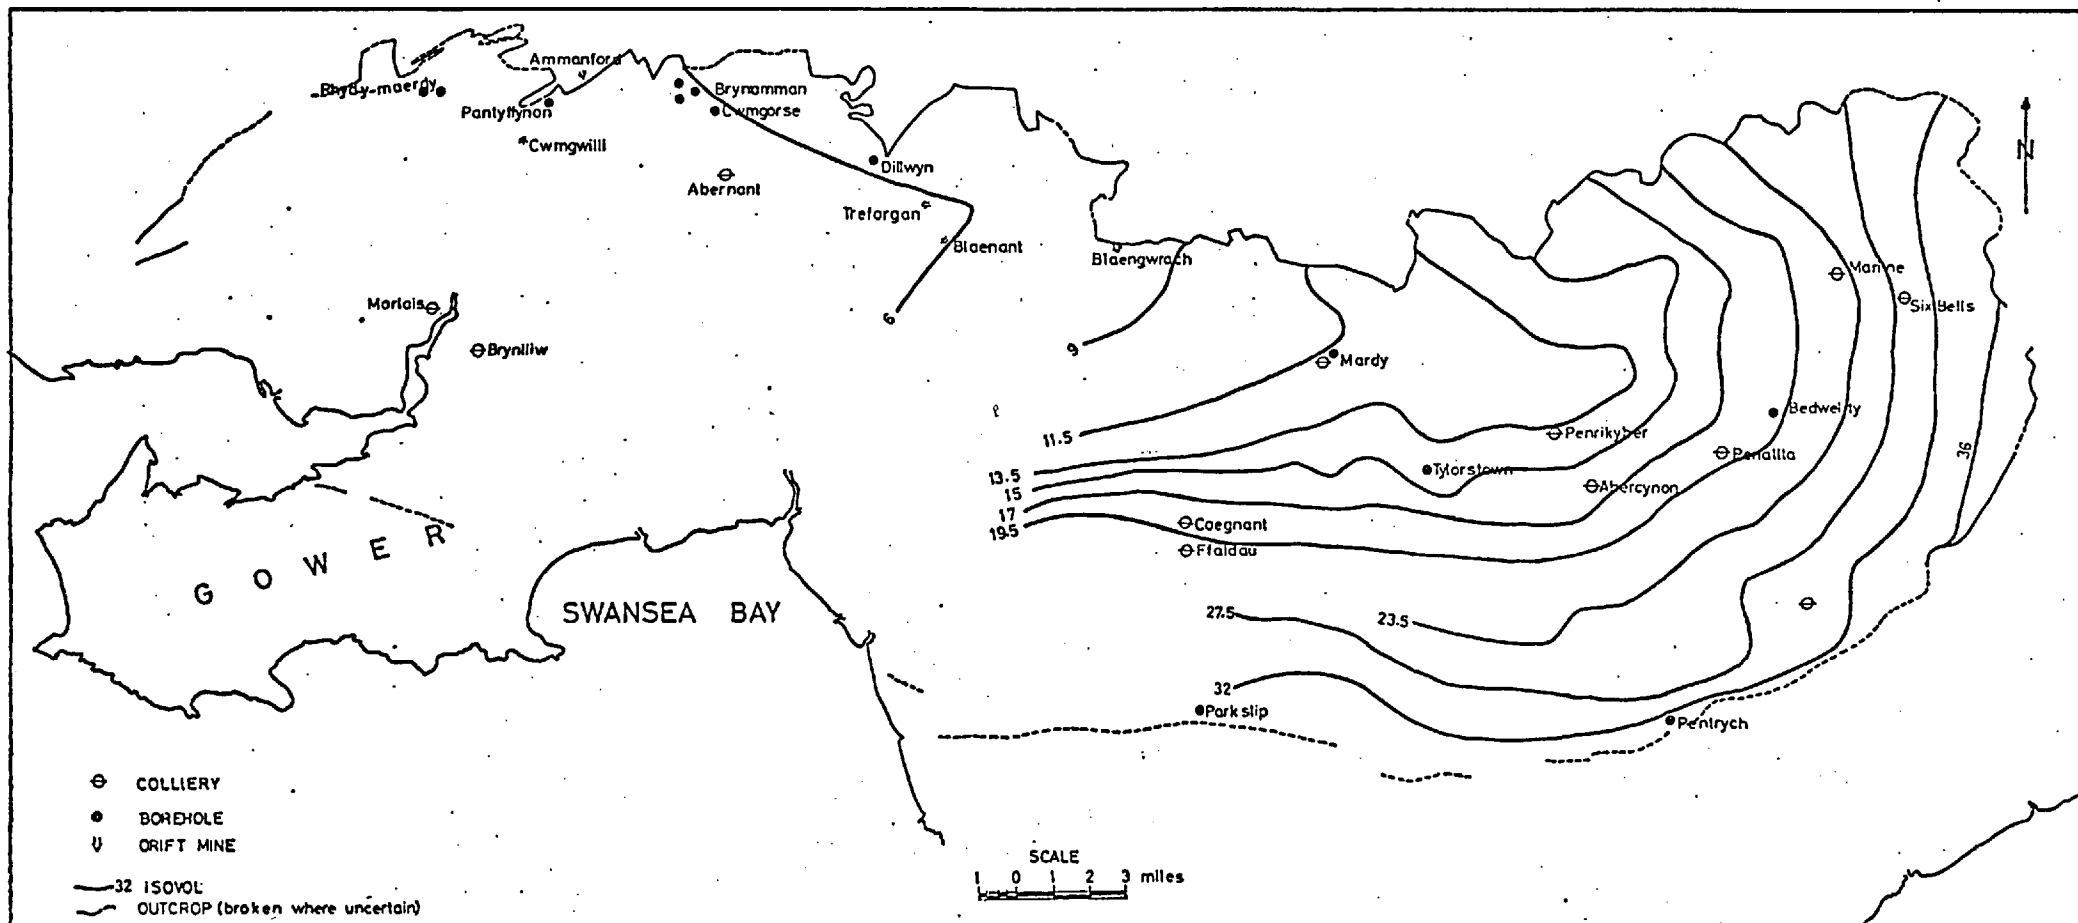 Ammanford
Rhydy-maerdy
Brynamman
Pantyffynon
Cwmgorse
Cwmgwilli
Dillwyn
Abernant
Treforgan
Blaenant
Blaengwrach
N
Marine
Six Bells
Morlais
Brynlliw
6
9
Mardy
Bedwellty
11.5
Penrikyber
Penallta
36
13.5
Tylorstown
15
Abercynon
17
19.5
Caegnant
Ffaldau
GOWER
SWANSEA BAY
27.5
23.5
32
Park slip
Pentrych
COLLIERY
BOREHOLE
DRIFT MINE
32 ISOVOL
OUTCROP (broken where uncertain)
SCALE
1 0 1 2 3 miles